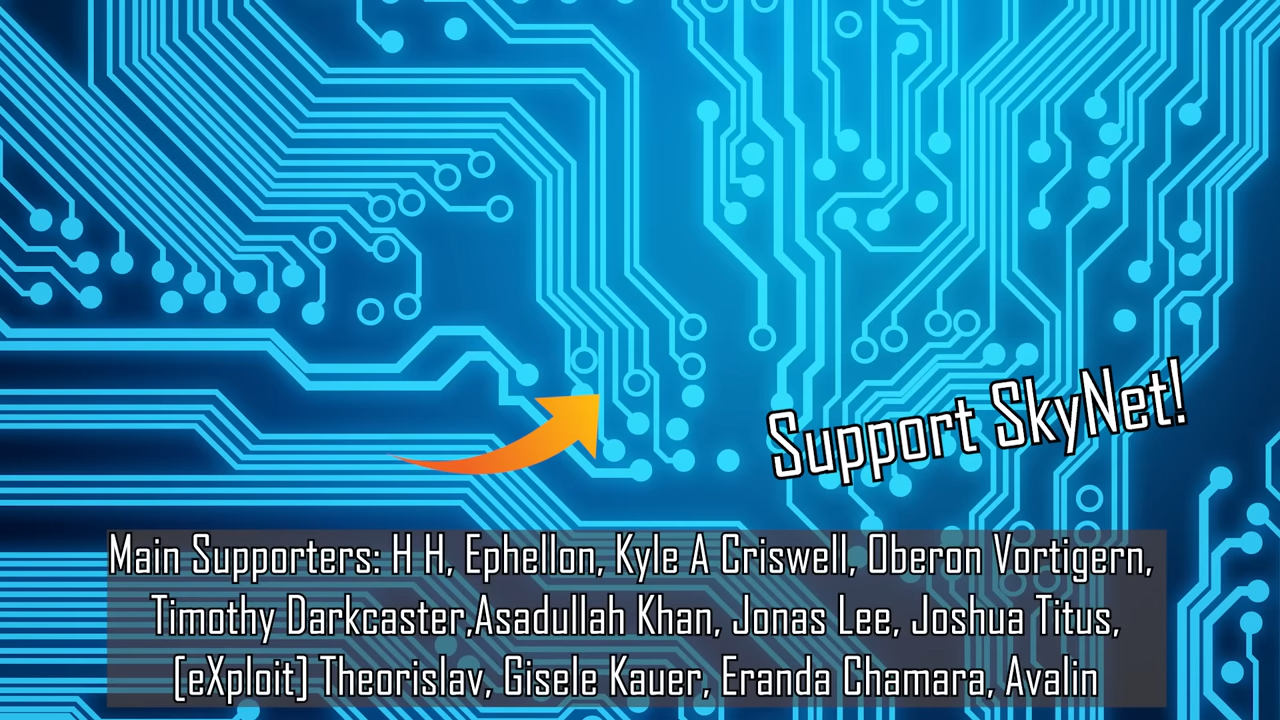 Support SkyNet!
Main Supporters: H H, Ephellon, Kyle A Criswell, Oberon Vortigern,
Timothy Darkcaster,Asadullah Khan, Jonas Lee, Joshua Titus,
[eXploit] Theorislav, Gisele Kauer, Eranda Chamara, Avalin